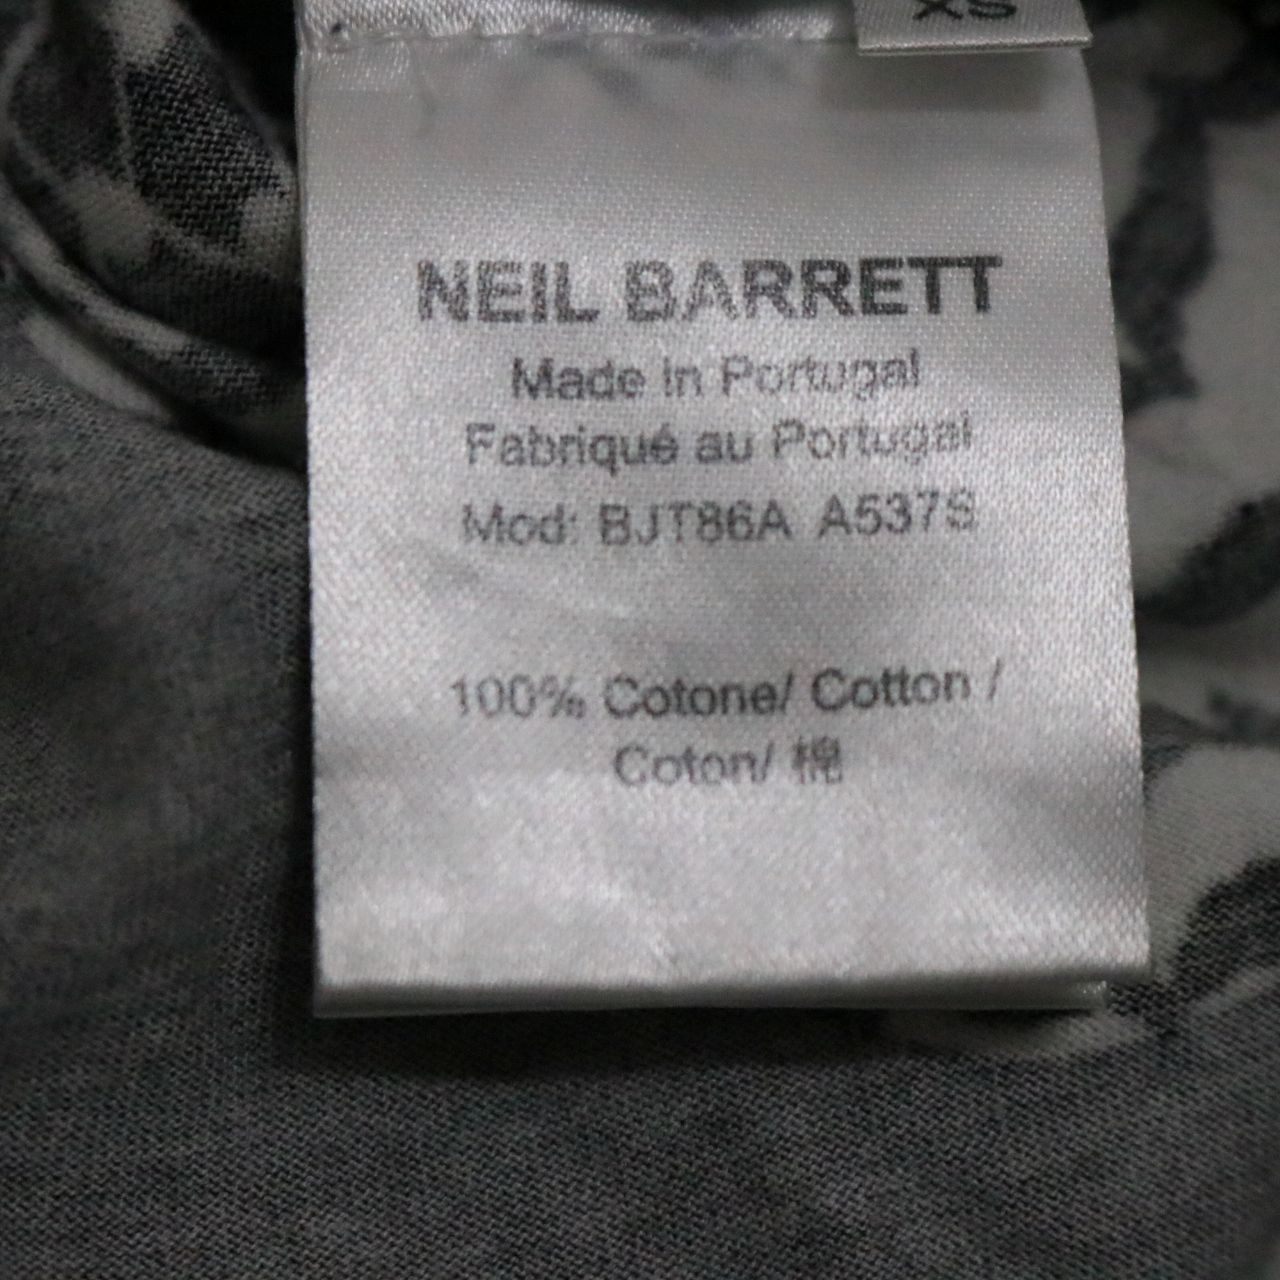 XS
NEIL BARRETT
Made in Portugal
Fabriqué au Portugal
Mod: BJT86A A537S
100% Cotone/ Cotton /
Coton/ 棉